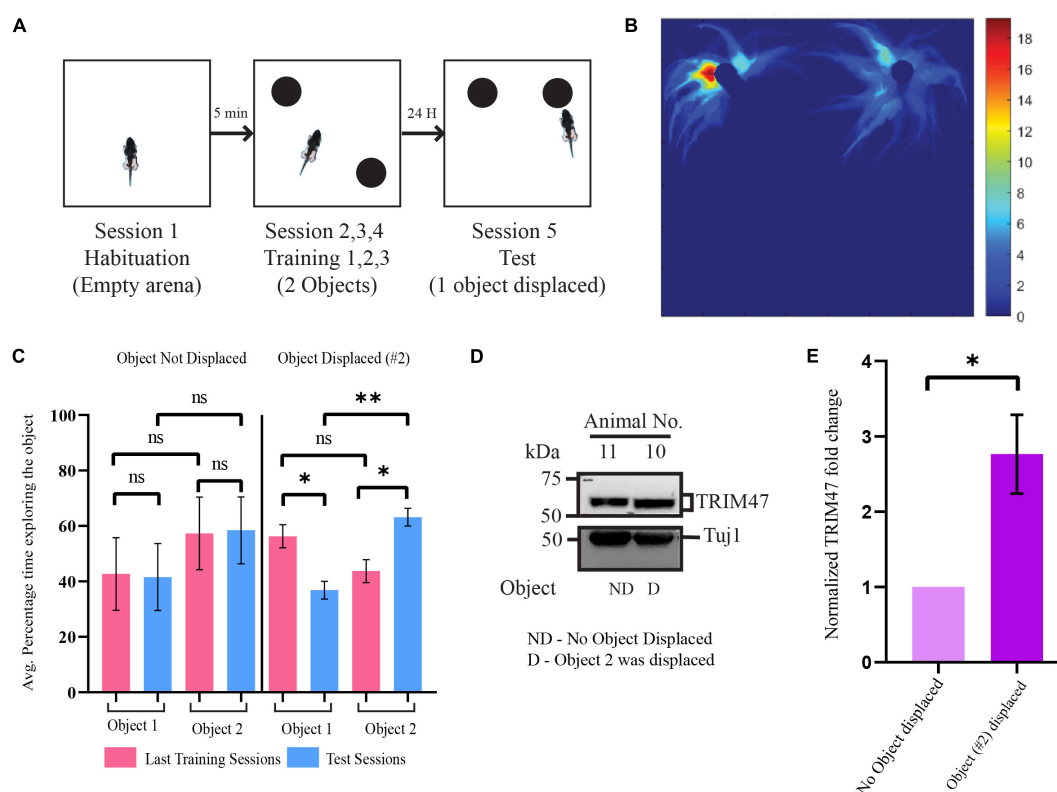 A
5 min
24 H
Session 1
Habituation
(Empty arena)
Session 2,3,4
Training 1,2,3
(2 Objects)
Session 5
Test
(1 object displaced)
B
18
16
14
12
10
8
6
4
2
0
C
Object Not Displaced
Object Displaced (#2)
Avg. Percentage time exploring the object
100
80
60
40
20
0
ns
ns
ns
ns
**
ns
*
*
Object 1
Object 2
Object 1
Object 2
Last Training Sessions
Test Sessions
D
Animal No.
kDa
11
10
75
50
TRIM47
50
Tuj1
Object
ND
D
ND - No Object Displaced
D - Object 2 was displaced
E
Normalized TRIM47 fold change
4
3
2
1
0
*
No Object displaced
Object (#2) displaced